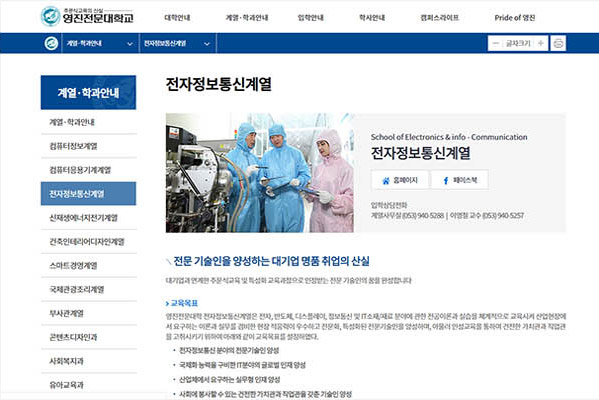 주문식교육의 산실
영진전문대학교
대학안내 계열·학과안내 입학안내 학사안내 캠퍼스라이프 Pride of 영진
계열·학과안내 전자정보통신계열 글자크기
계열·학과안내
계열·학과안내
컴퓨터정보계열
컴퓨터응용기계계열
전자정보통신계열
신재생에너지전기계열
건축인테리어디자인계열
스마트경영계열
국제관광조리계열
부사관계열
콘텐츠디자인과
사회복지과
유아교육과
전자정보통신계열
School of Electronics & info - Communication
전자정보통신계열
홈페이지 페이스북
입학상담전화
계열사무실 (053) 940-5288 | 이영철 교수 (053) 940-5257
전문 기술인을 양성하는 대기업 명품 취업의 산실
대기업과 연계한 주문식교육 및 특성화 교육과정으로 인정받는 전문 기술인의 꿈을 완성합니다
교육목표
영진전문대학 전자정보통신계열은 전자, 반도체, 디스플레이, 정보통신 및 IT소재/재료 분야에 관한 전공이론과 실습을 체계적으로 교육시켜 산업현장에
서 요구하는 이론과 실무를 겸비한 현장 적응력이 우수하고 전문화, 특성화된 전문기술인을 양성하며, 아울러 인성교육을 통하여 건전한 가치관과 직업관
을 고취시키기 위하여 아래와 같이 교육목표를 설정하였다.
• 전자정보통신 분야의 전문기술인 양성
• 국제화 능력을 구비한 IT분야의 글로벌 인재 양성
• 산업체에서 요구하는 실무형 인재 양성
• 사회에 봉사할 수 있는 건전한 가치관과 직업관을 갖춘 기술인 양성